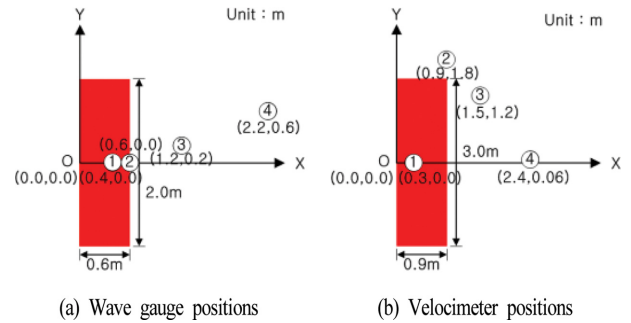 Y
Unit : m
④
(2.2,0.6)
(0.6,0.0) ③
O ① ② (1.2,0.2) X
(0.0,0.0)(0.4,0.0)
2.0m
0.6m
(a) Wave gauge positions
Y
Unit : m
②
(0.9,1.8)
③
(1.5,1.2)
3.0m
O ① ④ X
(0.0,0.0) (0.3,0.0) (2.4,0.06)
0.9m
(b) Velocimeter positions